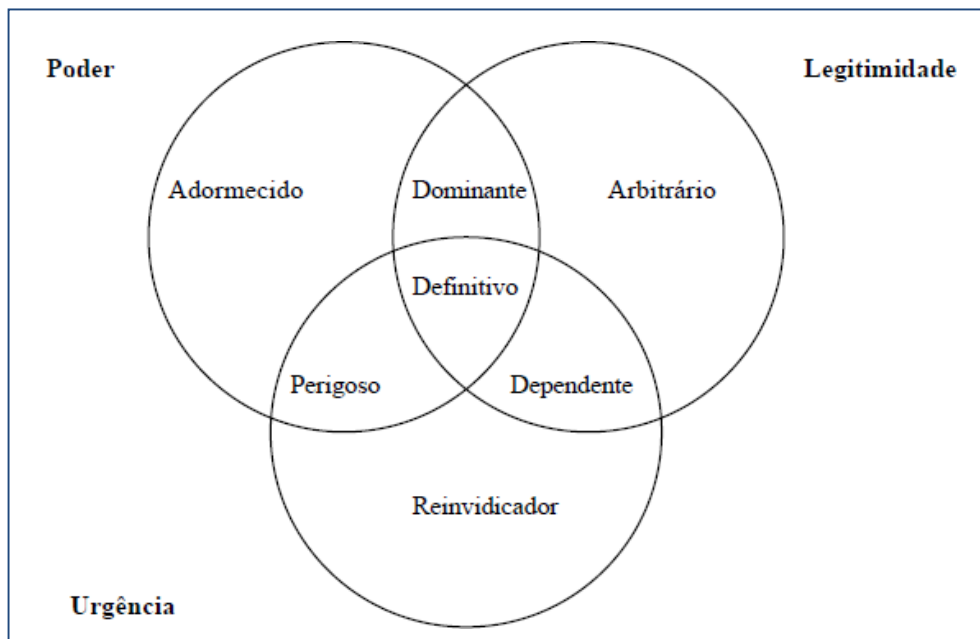 Poder
Legitimidade
Adormecido
Dominante
Arbitrário
Definitivo
Perigoso
Dependente
Reinvidicador
Urgência